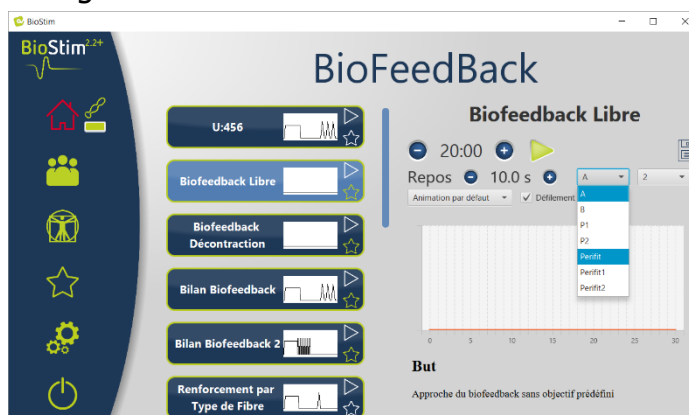 BioStim
BioStim 2.2+
BioFeedBack
U:456
Biofeedback Libre
Biofeedback
Décontraction
Bilan Biofeedback
Bilan Biofeedback 2
Renforcement par
Type de Fibre
Biofeedback Libre
20:00
Repos 10.0 s A 2
Animation par défaut Défilement
A
B
P1
P2
Perifit
Perifit1
Perifit2
0 5 10 15 20 25 30
But
Approche du biofeedback sans objectif prédéfini